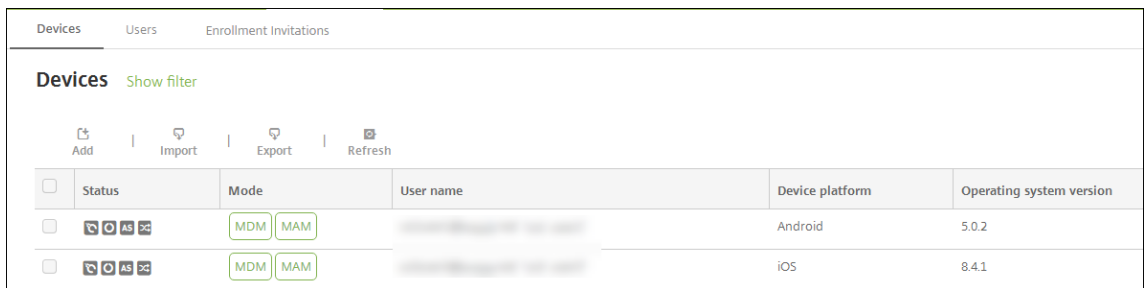 Devices Users Enrollment Invitations
Devices Show filter
Add | Import | Export | Refresh
Status Mode User name Device platform Operating system version
AS MDM MAM Android 5.0.2
AS MDM MAM iOS 8.4.1